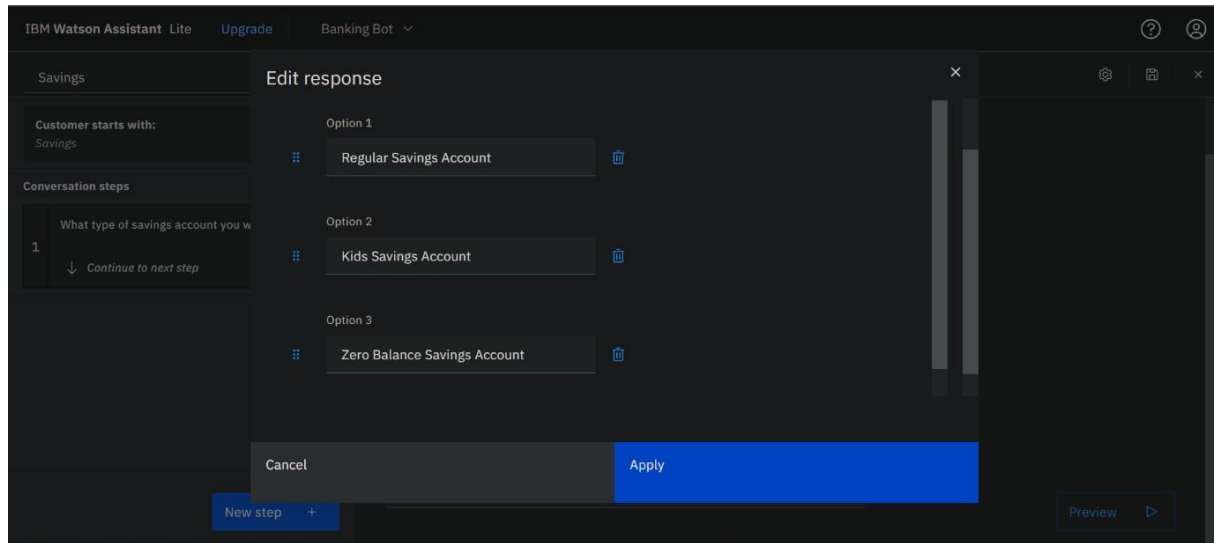 IBM Watson Assistant Lite Upgrade Banking Bot
Savings
Edit response
Customer starts with:
Savings
Option 1
Regular Savings Account
Conversation steps
1
What type of savings account you w
Continue to next step
Option 2
Kids Savings Account
Option 3
Zero Balance Savings Account
Cancel
Apply
New step +
Preview